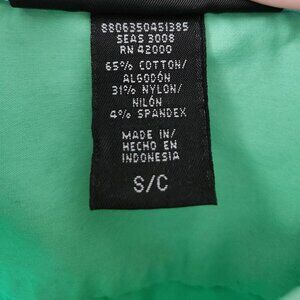 8806350451385
SEAS 3008
RN 42000
65% COTTON/
ALGODÓN
31% NYLON/
NILÓN
4% SPANDEX
MADE IN/
HECHO EN
INDONESIA
S/C